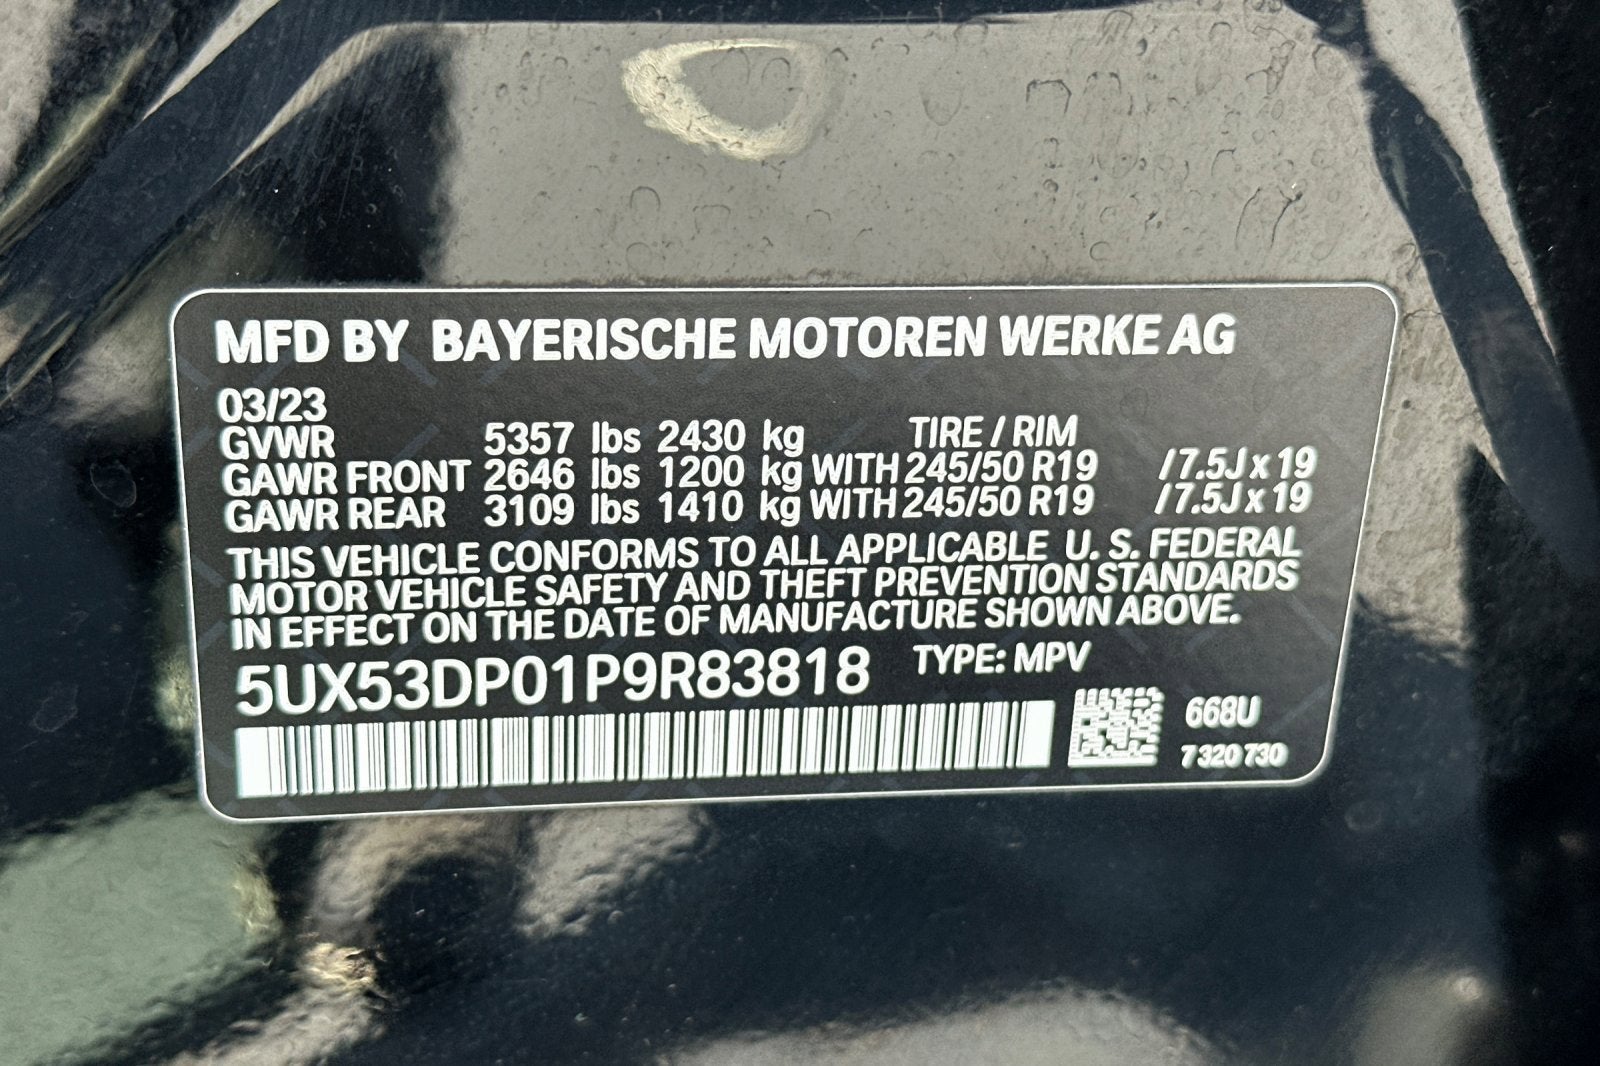 MFD BY BAYERISCHE MOTOREN WERKE AG
03/23
GVWR 5357 lbs 2430 kg TIRE / RIM
GAWR FRONT 2646 lbs 1200 kg WITH 245/50 R19 / 7.5J x 19
GAWR REAR 3109 lbs 1410 kg WITH 245/50 R19 / 7.5J x 19
THIS VEHICLE CONFORMS TO ALL APPLICABLE U. S. FEDERAL
MOTOR VEHICLE SAFETY AND THEFT PREVENTION STANDARDS
IN EFFECT ON THE DATE OF MANUFACTURE SHOWN ABOVE.
5UX53DP01P9R83818 TYPE: MPV
668U
7 320 730